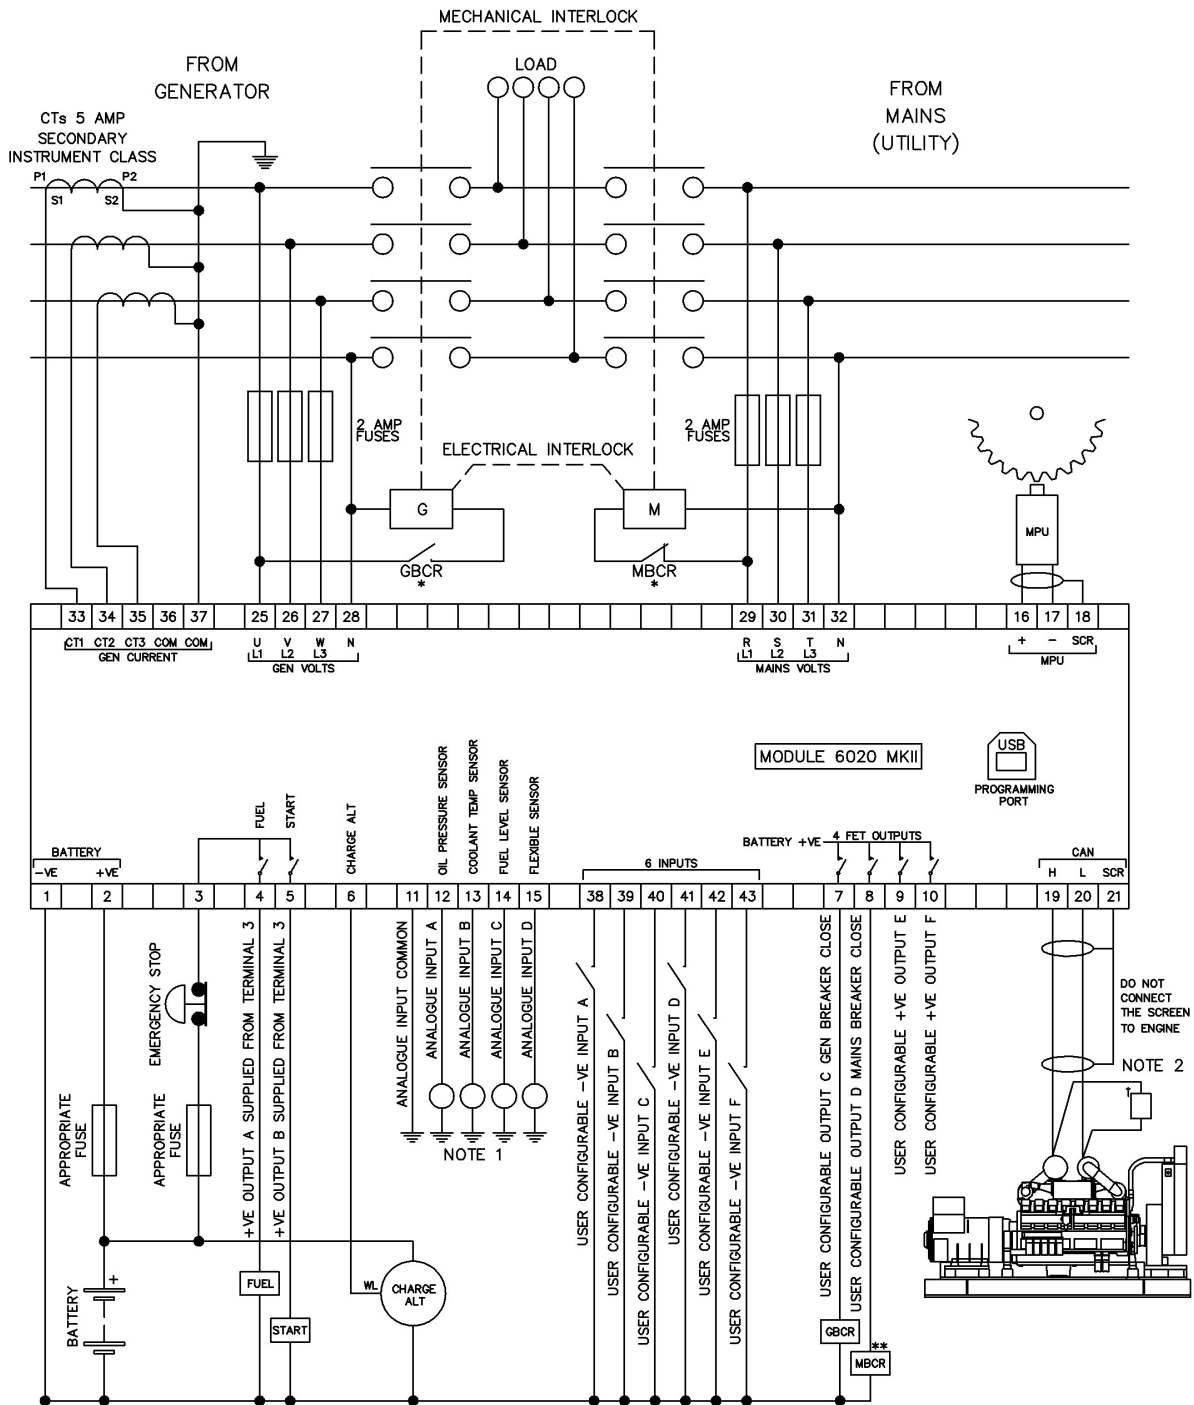 MECHANICAL INTERLOCK
FROM
GENERATOR
LOAD
FROM
MAINS
(UTILITY)
CTs 5 AMP
SECONDARY
INSTRUMENT CLASS
P1
P2
S1
S2
2 AMP
FUSES
2 AMP
FUSES
ELECTRICAL INTERLOCK
G
M
GBCR
*
MBCR
*
MPU
33 34 35 36 37 25 26 27 28 29 30 31 32 16 17 18
CT1 CT2 CT3 COM COM
GEN CURRENT
U V W N
L1 L2 L3
GEN VOLTS
R S T N
L1 L2 L3
MAINS VOLTS
+ - SCR
MPU
MODULE 6020 MKII
USB
PROGRAMMING
PORT
BATTERY
-VE +VE
FUEL
START
CHARGE ALT
OIL PRESSURE SENSOR
COOLANT TEMP SENSOR
FUEL LEVEL SENSOR
FLEXIBLE SENSOR
6 INPUTS
BATTERY +VE
4 FET OUTPUTS
CAN
H L SCR
1 2 3 4 5 6 11 12 13 14 15 38 39 40 41 42 43 7 8 9 10 19 20 21
EMERGENCY STOP
APPROPRIATE
FUSE
APPROPRIATE
FUSE
+VE OUTPUT A SUPPLIED FROM TERMINAL 3
+VE OUTPUT B SUPPLIED FROM TERMINAL 3
ANALOGUE INPUT COMMON
ANALOGUE INPUT A
ANALOGUE INPUT B
ANALOGUE INPUT C
ANALOGUE INPUT D
NOTE 1
USER CONFIGURABLE -VE INPUT A
USER CONFIGURABLE -VE INPUT B
USER CONFIGURABLE -VE INPUT C
USER CONFIGURABLE -VE INPUT D
USER CONFIGURABLE -VE INPUT E
USER CONFIGURABLE -VE INPUT F
USER CONFIGURABLE OUTPUT C GEN BREAKER CLOSE
USER CONFIGURABLE OUTPUT D MAINS BREAKER CLOSE
USER CONFIGURABLE +VE OUTPUT E
USER CONFIGURABLE +VE OUTPUT F
DO NOT
CONNECT
THE SCREEN
TO ENGINE
NOTE 2
BATTERY
+
FUEL
START
WL
CHARGE
ALT
GBCR
**
MBCR